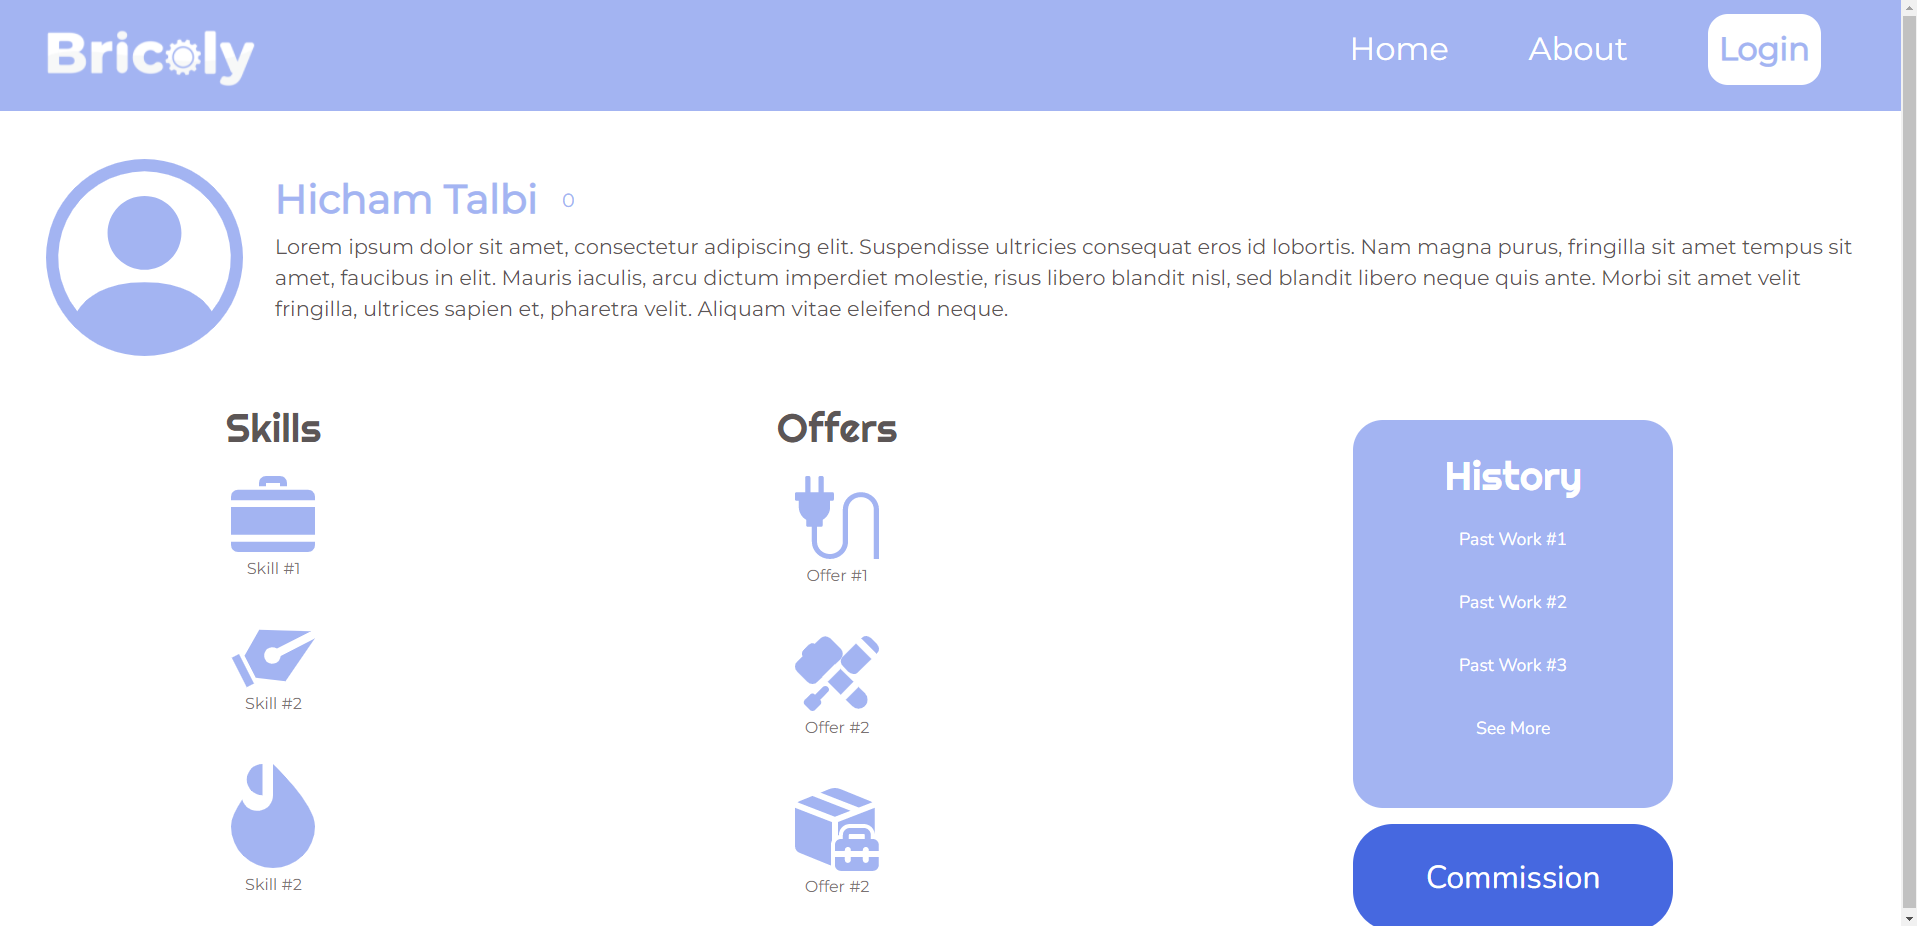 Bricoly
Home
About
Login
Hicham Talbi 0
Lorem ipsum dolor sit amet, consectetur adipiscing elit. Suspendisse ultricies consequat eros id lobortis. Nam magna purus, fringilla sit amet tempus sit
amet, faucibus in elit. Mauris iaculis, arcu dictum imperdiet molestie, risus libero blandit nisl, sed blandit libero neque quis ante. Morbi sit amet velit
fringilla, ultrices sapien et, pharetra velit. Aliquam vitae eleifend neque.
Skills
Skill #1
Skill #2
Skill #2
Offers
Offer #1
Offer #2
Offer #2
History
Past Work #1
Past Work #2
Past Work #3
See More
Commission